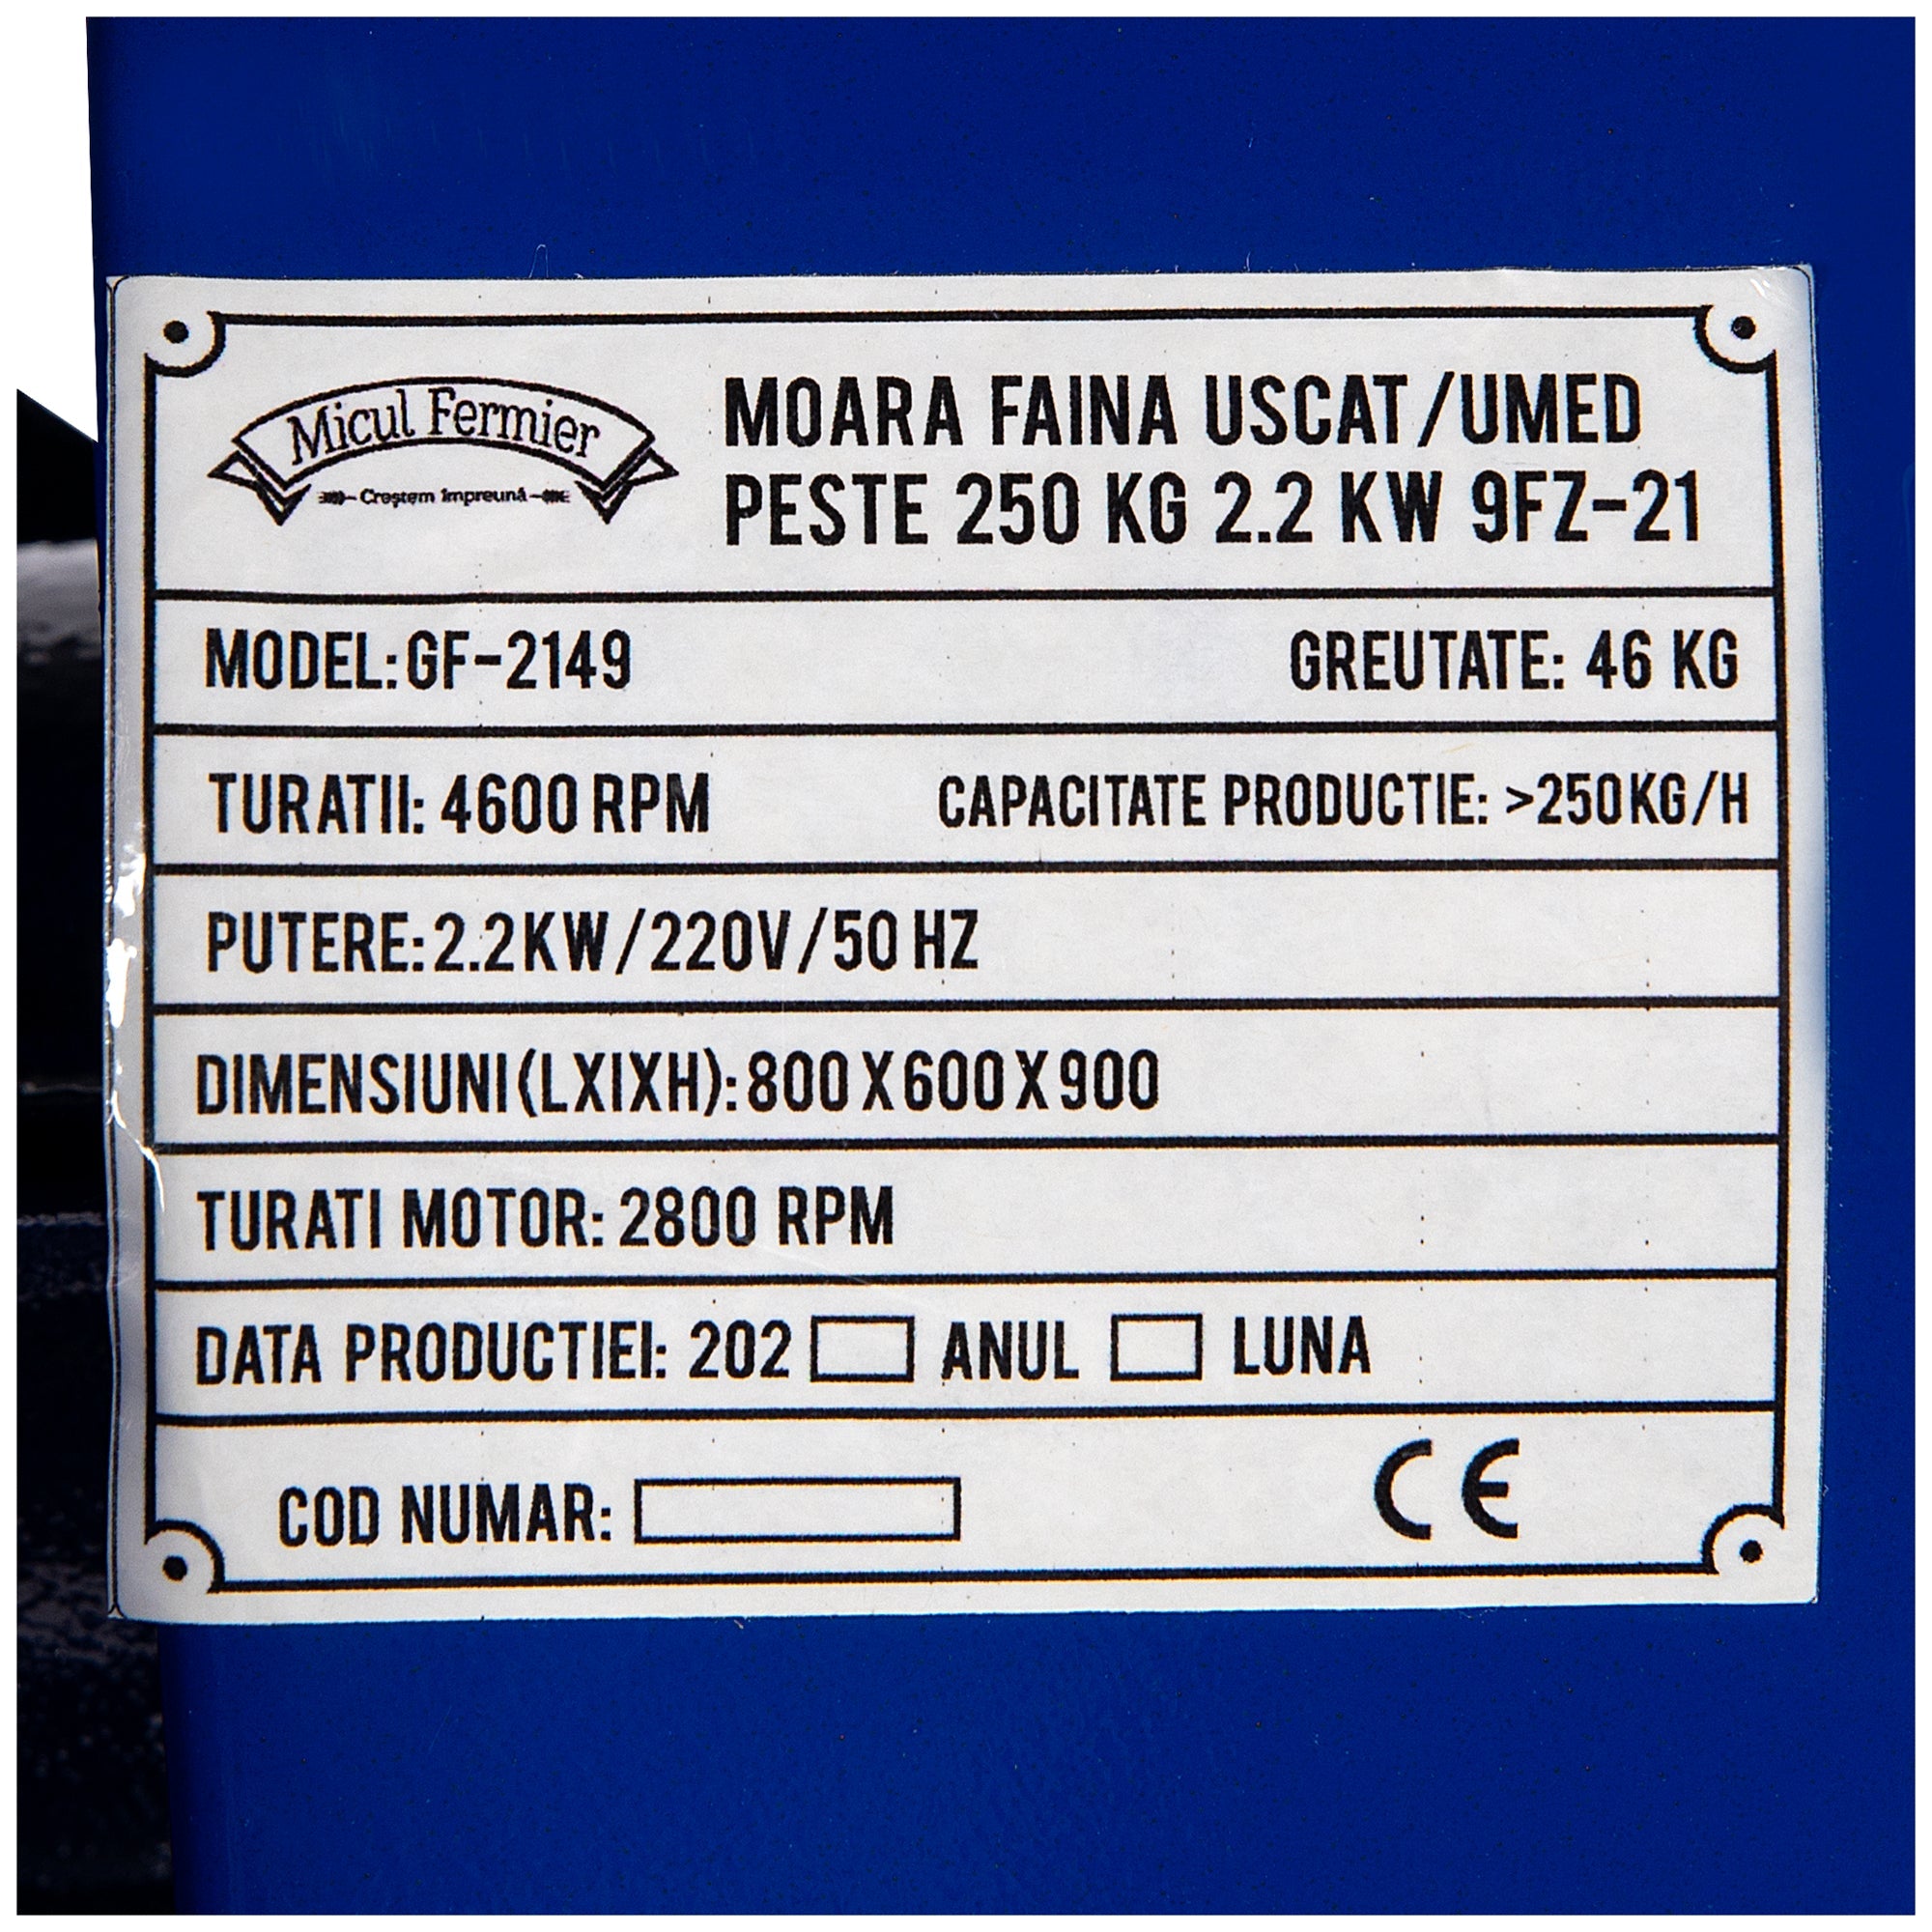 Micul Fermier
Creștem împreună
MOARA FAINA USCAT/UMED
PESTE 250 KG 2.2 KW 9FZ-21
MODEL:GF-2149 GREUTATE: 46 KG
TURATII: 4600 RPM CAPACITATE PRODUCTIE: >250KG/H
PUTERE:2.2KW/220V/50 HZ
DIMENSIUNI(LXIXH):800X600X900
TURATI MOTOR: 2800 RPM
DATA PRODUCTIEI: 202 ANUL LUNA
COD NUMAR: CE